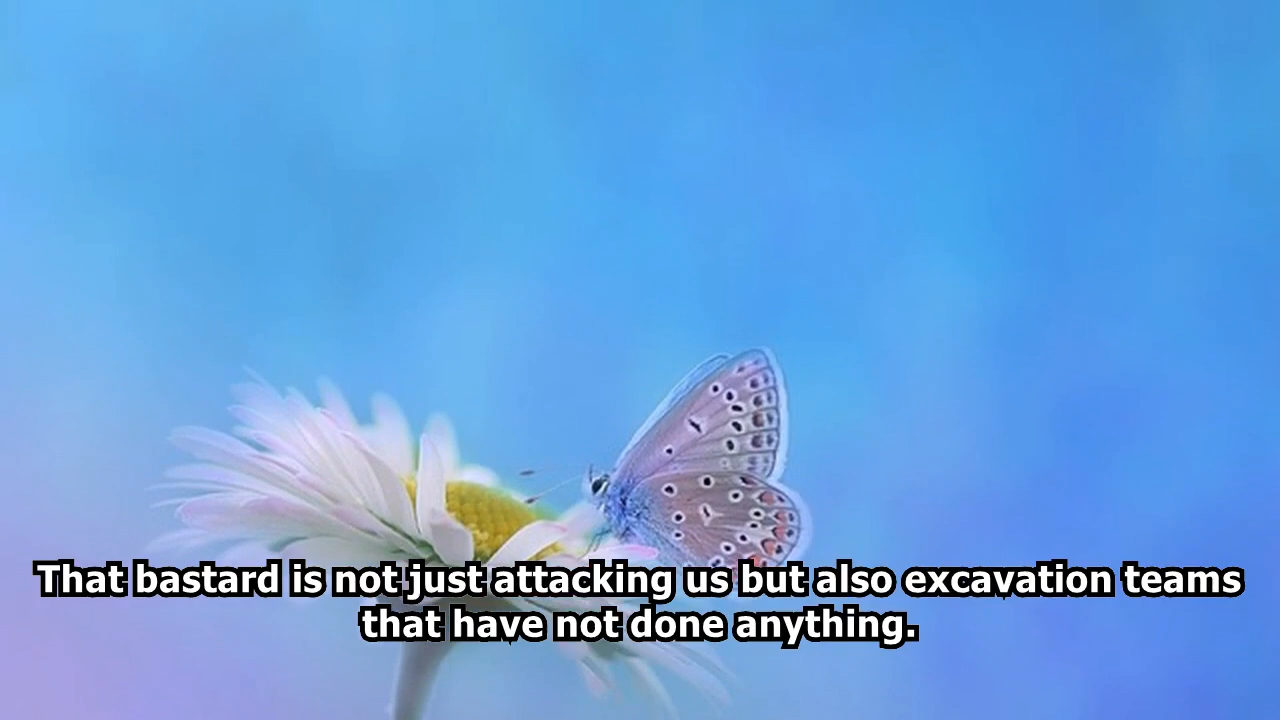 That bastard is not just attacking us but also excavation teams
that have not done anything.